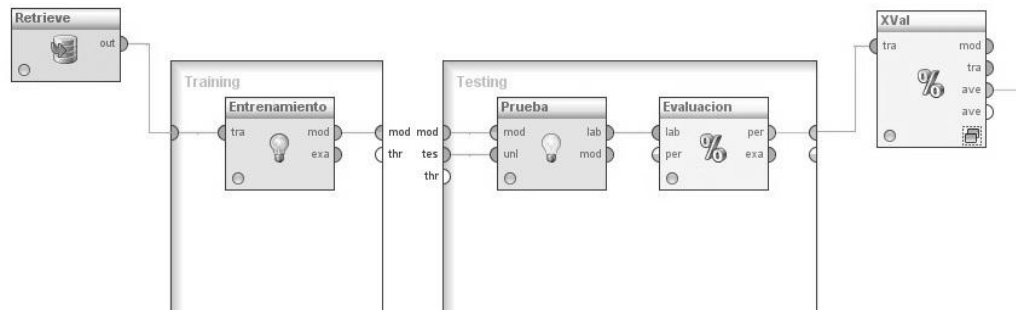 Retrieve
out
Training
Entrenamiento
tra mod
exa
mod mod
thr tes
thr
Testing
Prueba
mod lab
unl mod
Evaluacion
lab per
per exa
XVal
tra mod
tra
ave
ave